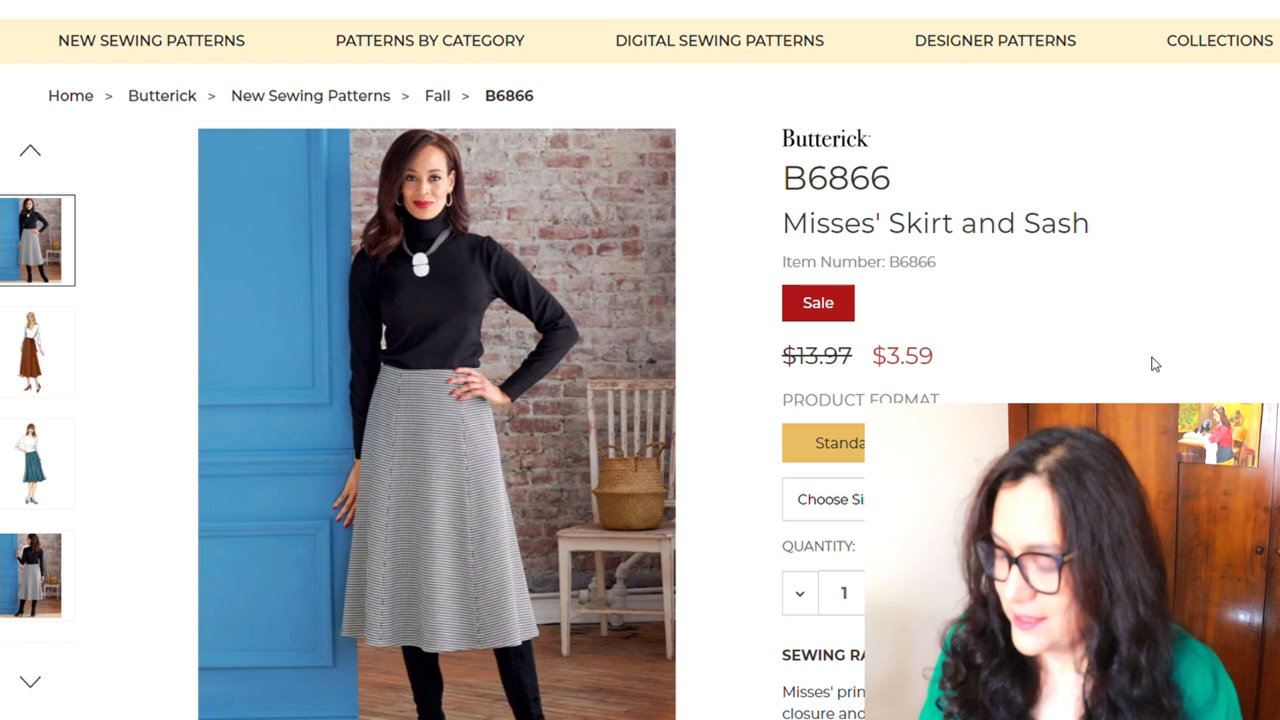 NEW SEWING PATTERNS PATTERNS BY CATEGORY DIGITAL SEWING PATTERNS DESIGNER PATTERNS COLLECTIONS
Home > Butterick > New Sewing Patterns > Fall > B6866
Butterick
B6866
Misses' Skirt and Sash
Item Number: B6866
Sale
$13.97 $3.59
PRODUCT FORMAT
Standa
Choose Si
QUANTITY:
1
SEWING RA
Misses' prin
closure and